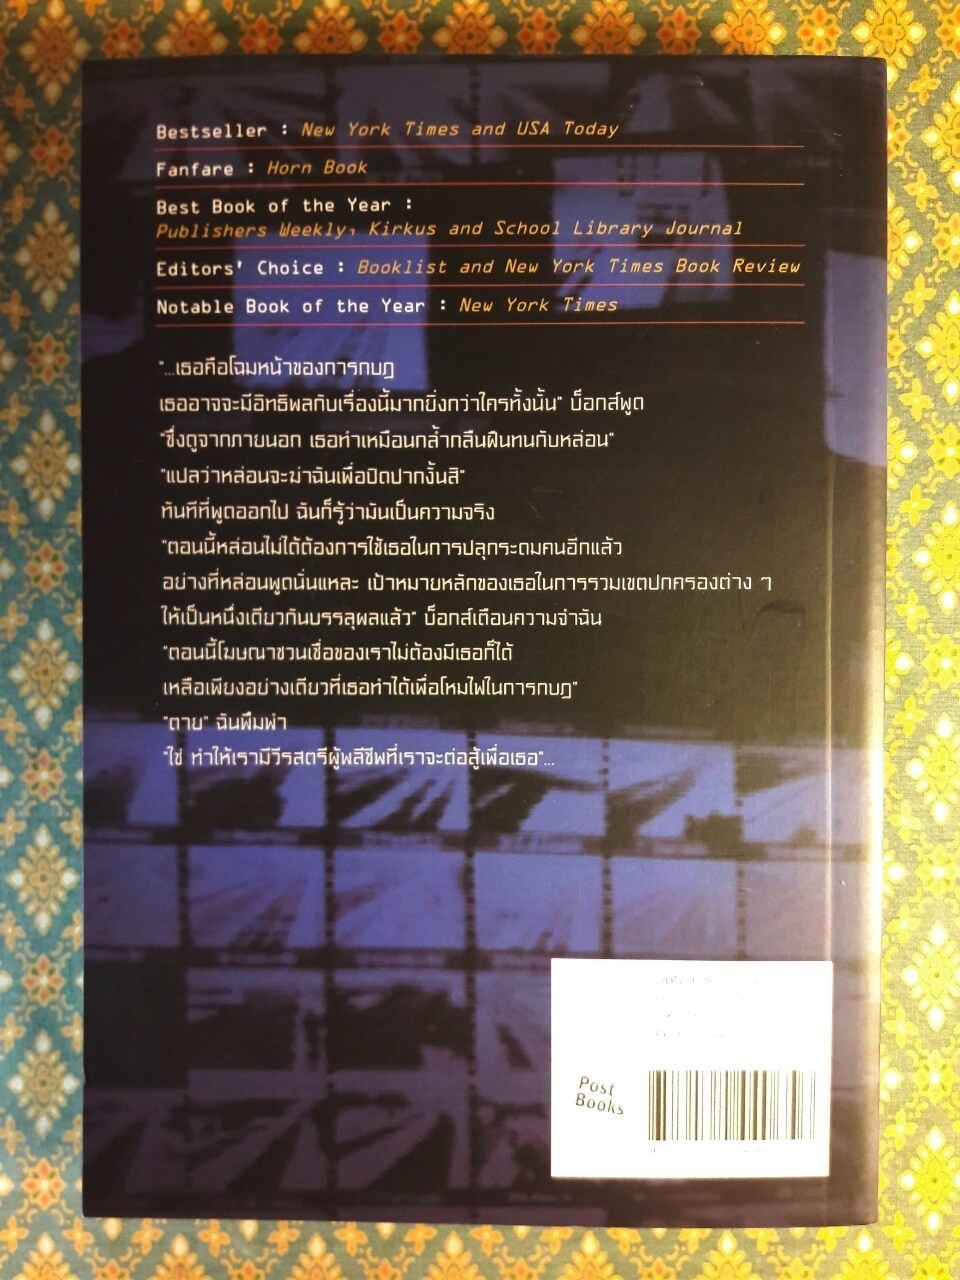 Bestseller : New York Times and USA Today
Fanfare : Horn Book
Best Book of the Year :
Publishers Weekly, Kirkus and School Library Journal
Editors' Choice : Booklist and New York Times Book Review
Notable Book of the Year : New York Times
"...เธอคือโฉมหน้าของการกบฏ
เธออาจจะมีอิทธิพลกับเรื่องนี้มากยิ่งกว่าใครทั้งนั้น" บ็อกส์พูด
"ซึ่งดูจากภายนอก เธอทำเหมือนกล้ำกลืนฝืนทนกับหล่อน"
"แปลว่าหล่อนจะฆ่าฉันเพื่อปิดปากงั้นสิ"
ทันทีที่พูดออกไป ฉันก็รู้ว่ามันเป็นความจริง
"ตอนนี้หล่อนไม่ได้ต้องการใช้เธอในการปลุกระดมคนอีกแล้ว
อย่างที่หล่อนพูดนั่นแหละ เป้าหมายหลักของเธอในการรวมเขตปกครองต่าง ๆ
ให้เป็นหนึ่งเดียวกันบรรลุผลแล้ว" บ็อกส์เตือนความจำฉัน
"ตอนนี้โฆษณาชวนเชื่อของเราไม่ต้องมีเธอก็ได้
เหลือเพียงอย่างเดียวที่เธอทำได้เพื่อโหมไฟในการกบฏ"
"ตาย" ฉันพึมพำ
"ใช่ ทำให้เรามีวีรสตรีผู้พลีชีพที่เราจะต่อสู้เพื่อเธอ"...
Post
Books